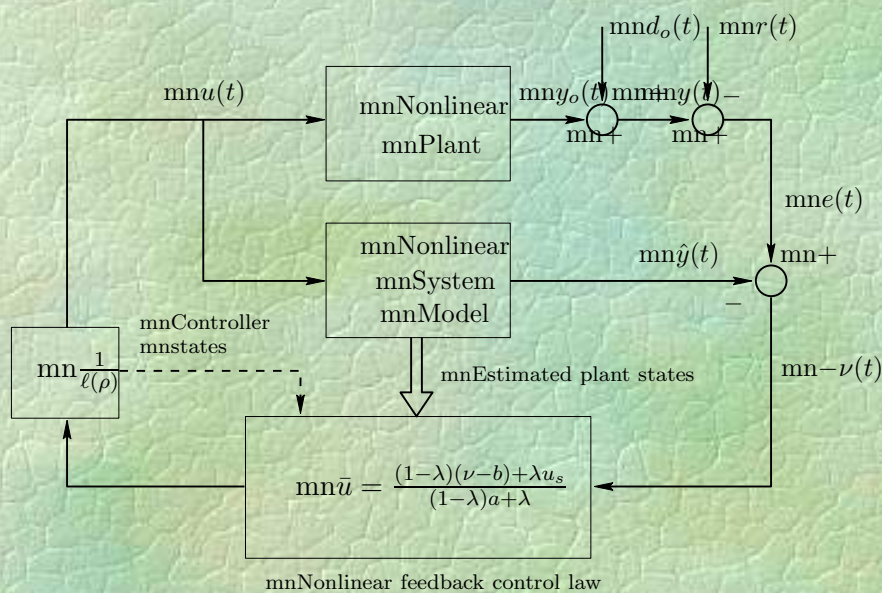 mnd_o(t) mnr(t)
mnu(t)
mnNonlinear
mnPlant
mny_o(t) mn+ mny(t) −
mn+ mn+
mne(t)
mnNonlinear
mnSystem
mnModel
mnŷ(t)
mn+
−
mnController
mnstates
mn 1/ℓ(ρ)
mnEstimated plant states
mn−ν(t)
mnū = ((1−λ)(ν−b)+λu_s)/((1−λ)a+λ)
mnNonlinear feedback control law